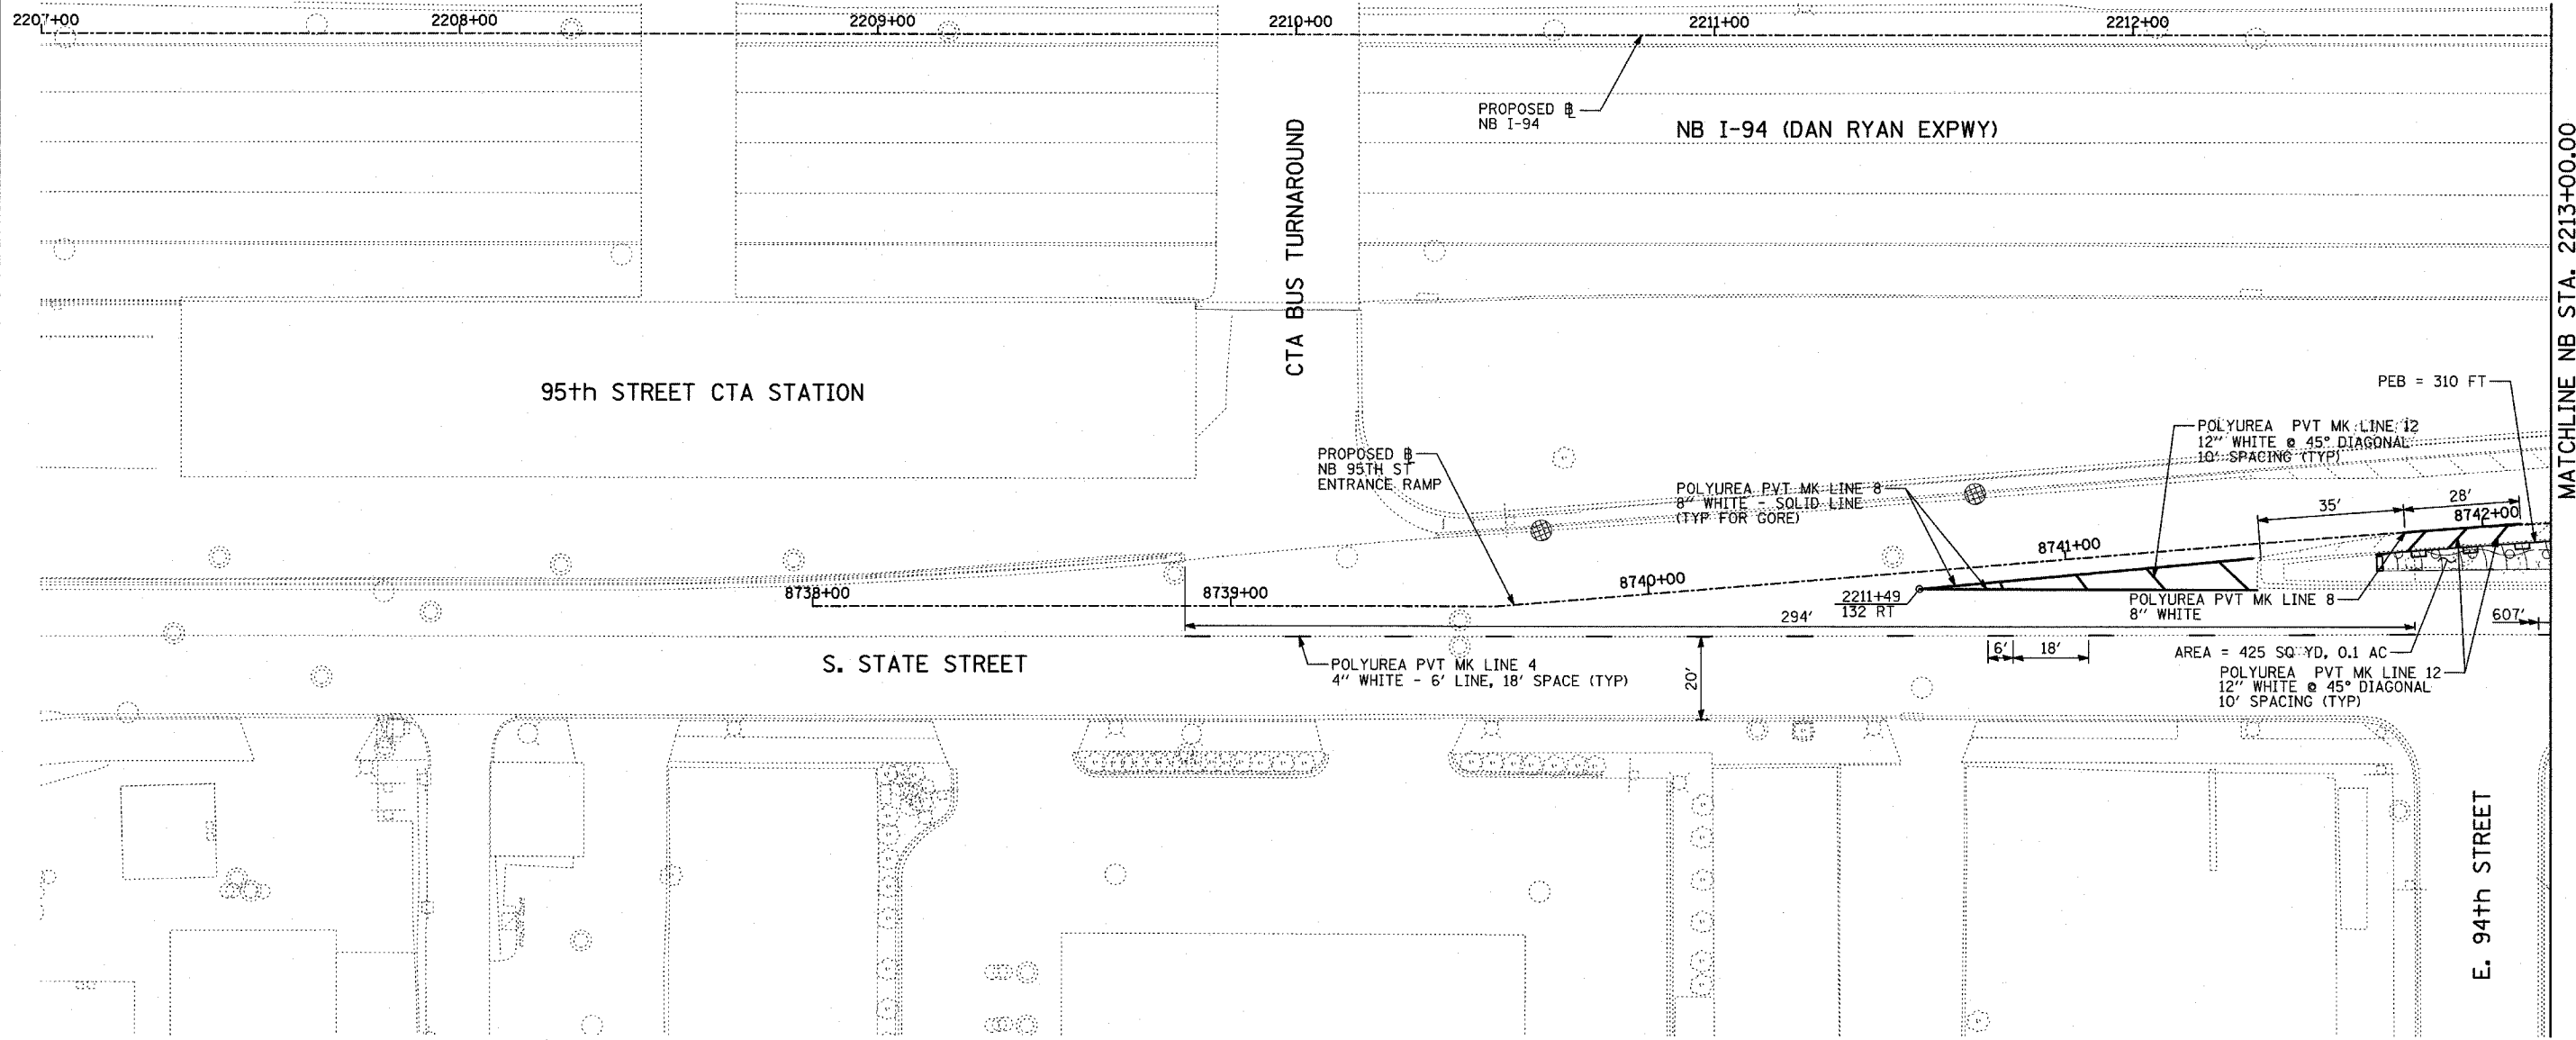 2207+00
2208+00
2209+00
2210+00
2211+00
2212+00
PROPOSED ℄
NB I-94
NB I-94 (DAN RYAN EXPWY)
CTA BUS TURNAROUND
MATCHLINE NB STA. 2213+00.00
95th STREET CTA STATION
PEB = 310 FT
POLYUREA PVT MK LINE 12
12" WHITE @ 45° DIAGONAL
10' SPACING (TYP)
PROPOSED ℄
NB 95TH ST
ENTRANCE RAMP
POLYUREA PVT MK LINE 8
8" WHITE - SOLID LINE
(TYP FOR GORE)
35'
28'
8742+00
8741+00
8740+00
8738+00
8739+00
2211+49
132 RT
POLYUREA PVT MK LINE 8
8" WHITE
294'
607'
S. STATE STREET
POLYUREA PVT MK LINE 4
4" WHITE - 6' LINE, 18' SPACE (TYP)
20'
6'
18'
AREA = 425 SQ YD, 0.1 AC
POLYUREA PVT MK LINE 12
12" WHITE @ 45° DIAGONAL
10' SPACING (TYP)
E. 94th STREET